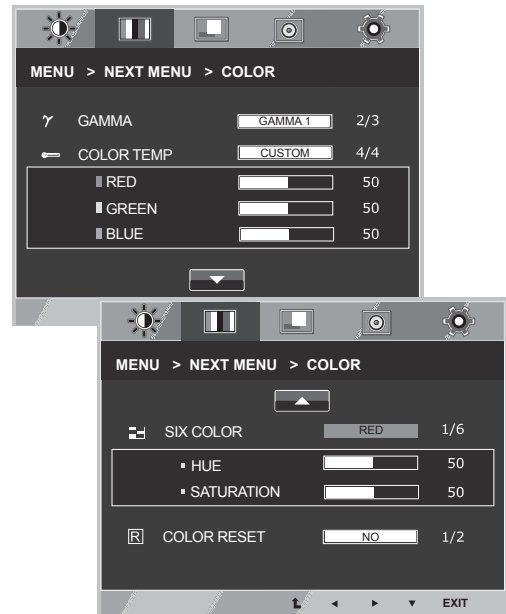 MENU > NEXT MENU > COLOR
GAMMA GAMMA 1 2/3
COLOR TEMP CUSTOM 4/4
RED 50
GREEN 50
BLUE 50
MENU > NEXT MENU > COLOR
SIX COLOR RED 1/6
HUE 50
SATURATION 50
R COLOR RESET NO 1/2
EXIT